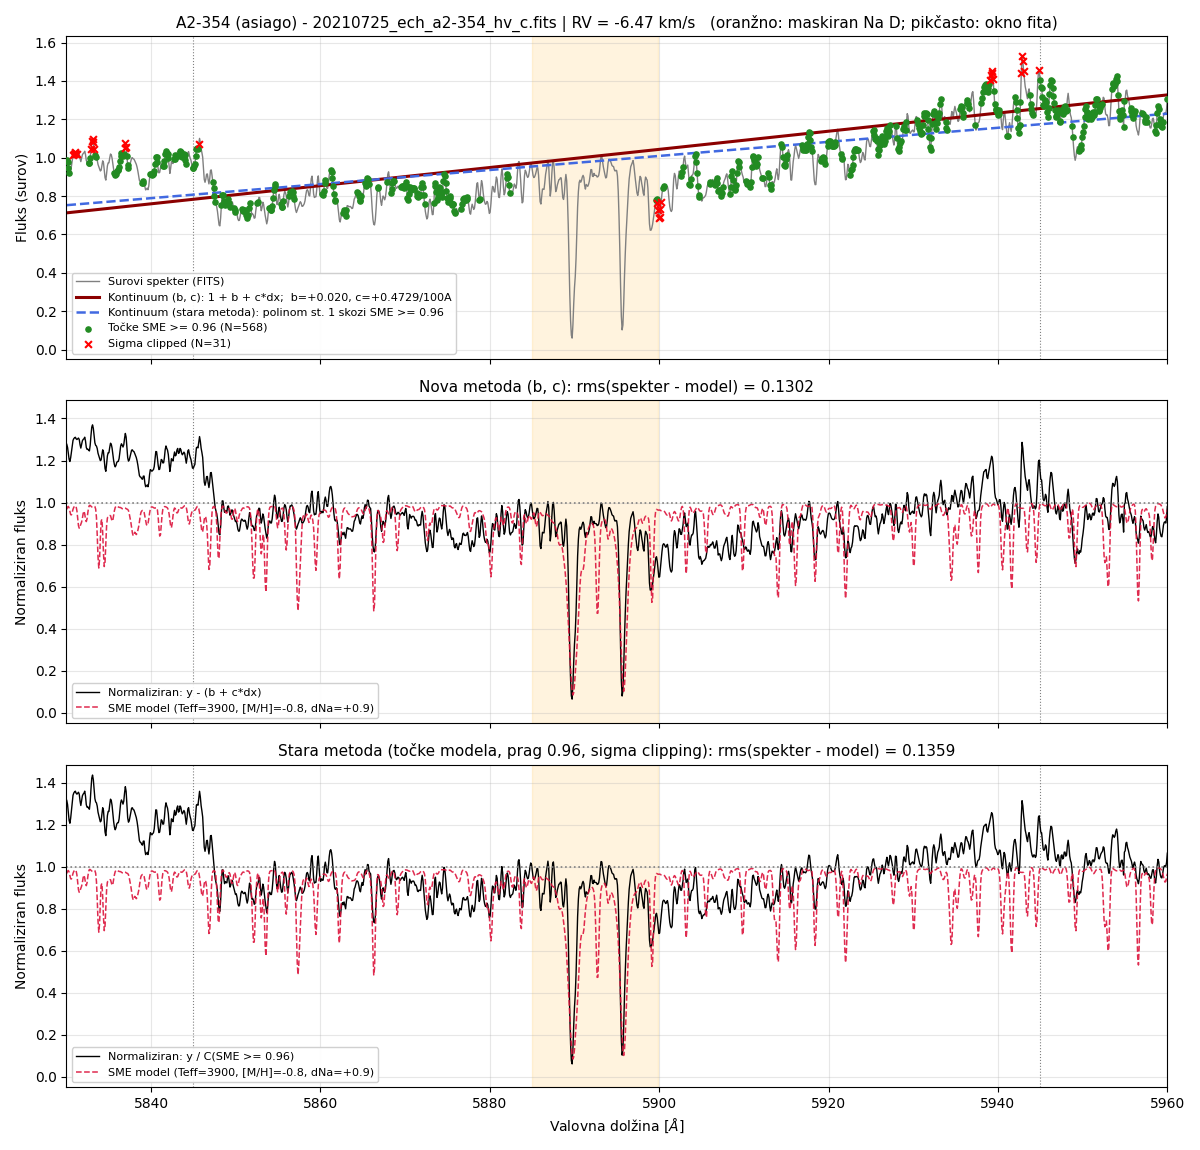 A2-354 (asiago) - 20210725_ech_a2-354_hv_c.fits | RV = -6.47 km/s   (oranžno: maskiran Na D; pikčasto: okno fita)
1.6
1.4
1.2
1.0
0.8
0.6
0.4
0.2
0.0
Fluks (surov)
Surovi spekter (FITS)
Kontinuum (b, c): 1 + b + c*dx;  b=+0.020, c=+0.4729/100A
Kontinuum (stara metoda): polinom st. 1 skozi SME >= 0.96
Točke SME >= 0.96 (N=568)
Sigma clipped (N=31)
Nova metoda (b, c): rms(spekter - model) = 0.1302
1.4
1.2
1.0
0.8
0.6
0.4
0.2
0.0
Normaliziran fluks
Normaliziran: y - (b + c*dx)
SME model (Teff=3900, [M/H]=-0.8, dNa=+0.9)
Stara metoda (točke modela, prag 0.96, sigma clipping): rms(spekter - model) = 0.1359
1.4
1.2
1.0
0.8
0.6
0.4
0.2
0.0
Normaliziran fluks
Normaliziran: y / C(SME >= 0.96)
SME model (Teff=3900, [M/H]=-0.8, dNa=+0.9)
5840 5860 5880 5900 5920 5940 5960
Valovna dolžina [Å]